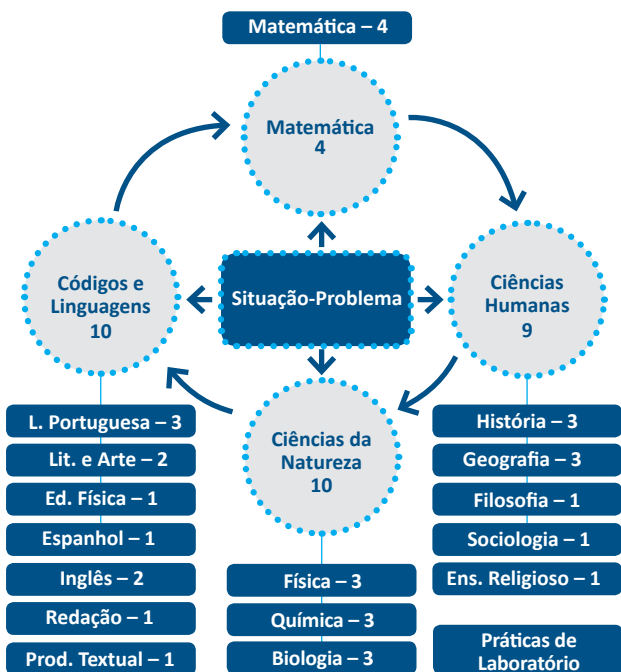 Matemática – 4
Matemática
4
Códigos e
Linguagens
10
Situação-Problema
Ciências
Humanas
9
Ciências da
Natureza
10
L. Portuguesa – 3
Lit. e Arte – 2
Ed. Física – 1
Espanhol – 1
Inglês – 2
Redação – 1
Prod. Textual – 1
Física – 3
Química – 3
Biologia – 3
História – 3
Geografia – 3
Filosofia – 1
Sociologia – 1
Ens. Religioso – 1
Práticas de
Laboratório